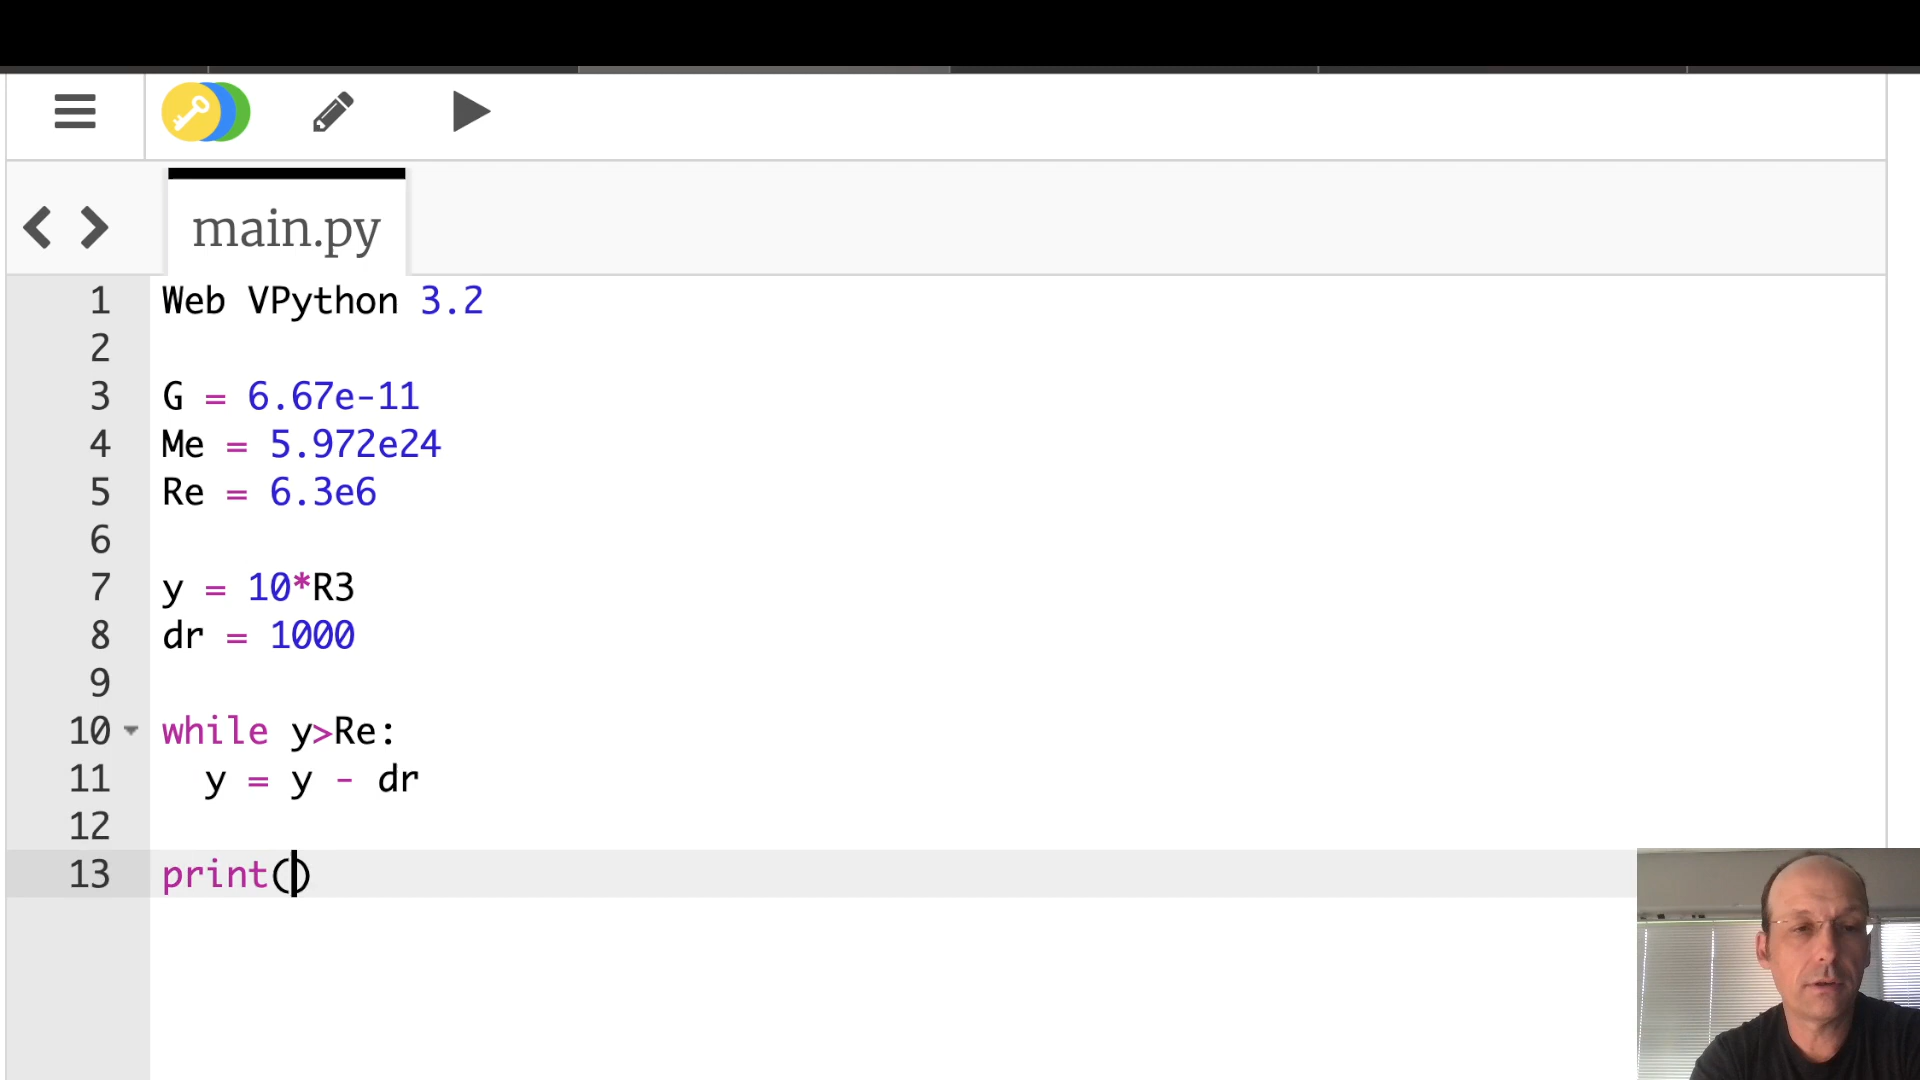 main.py
1 Web VPython 3.2
2
3 G = 6.67e-11
4 Me = 5.972e24
5 Re = 6.3e6
6
7 y = 10*R3
8 dr = 1000
9
10 while y>Re:
11 y = y - dr
12
13 print()